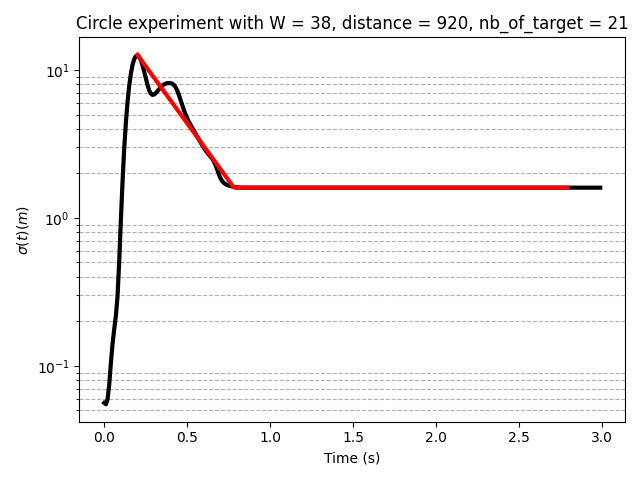 Circle experiment with W = 38, distance = 920, nb_of_target = 21
10¹
10⁰
10⁻¹
σ(t)(m)
0.0 0.5 1.0 1.5 2.0 2.5 3.0
Time (s)